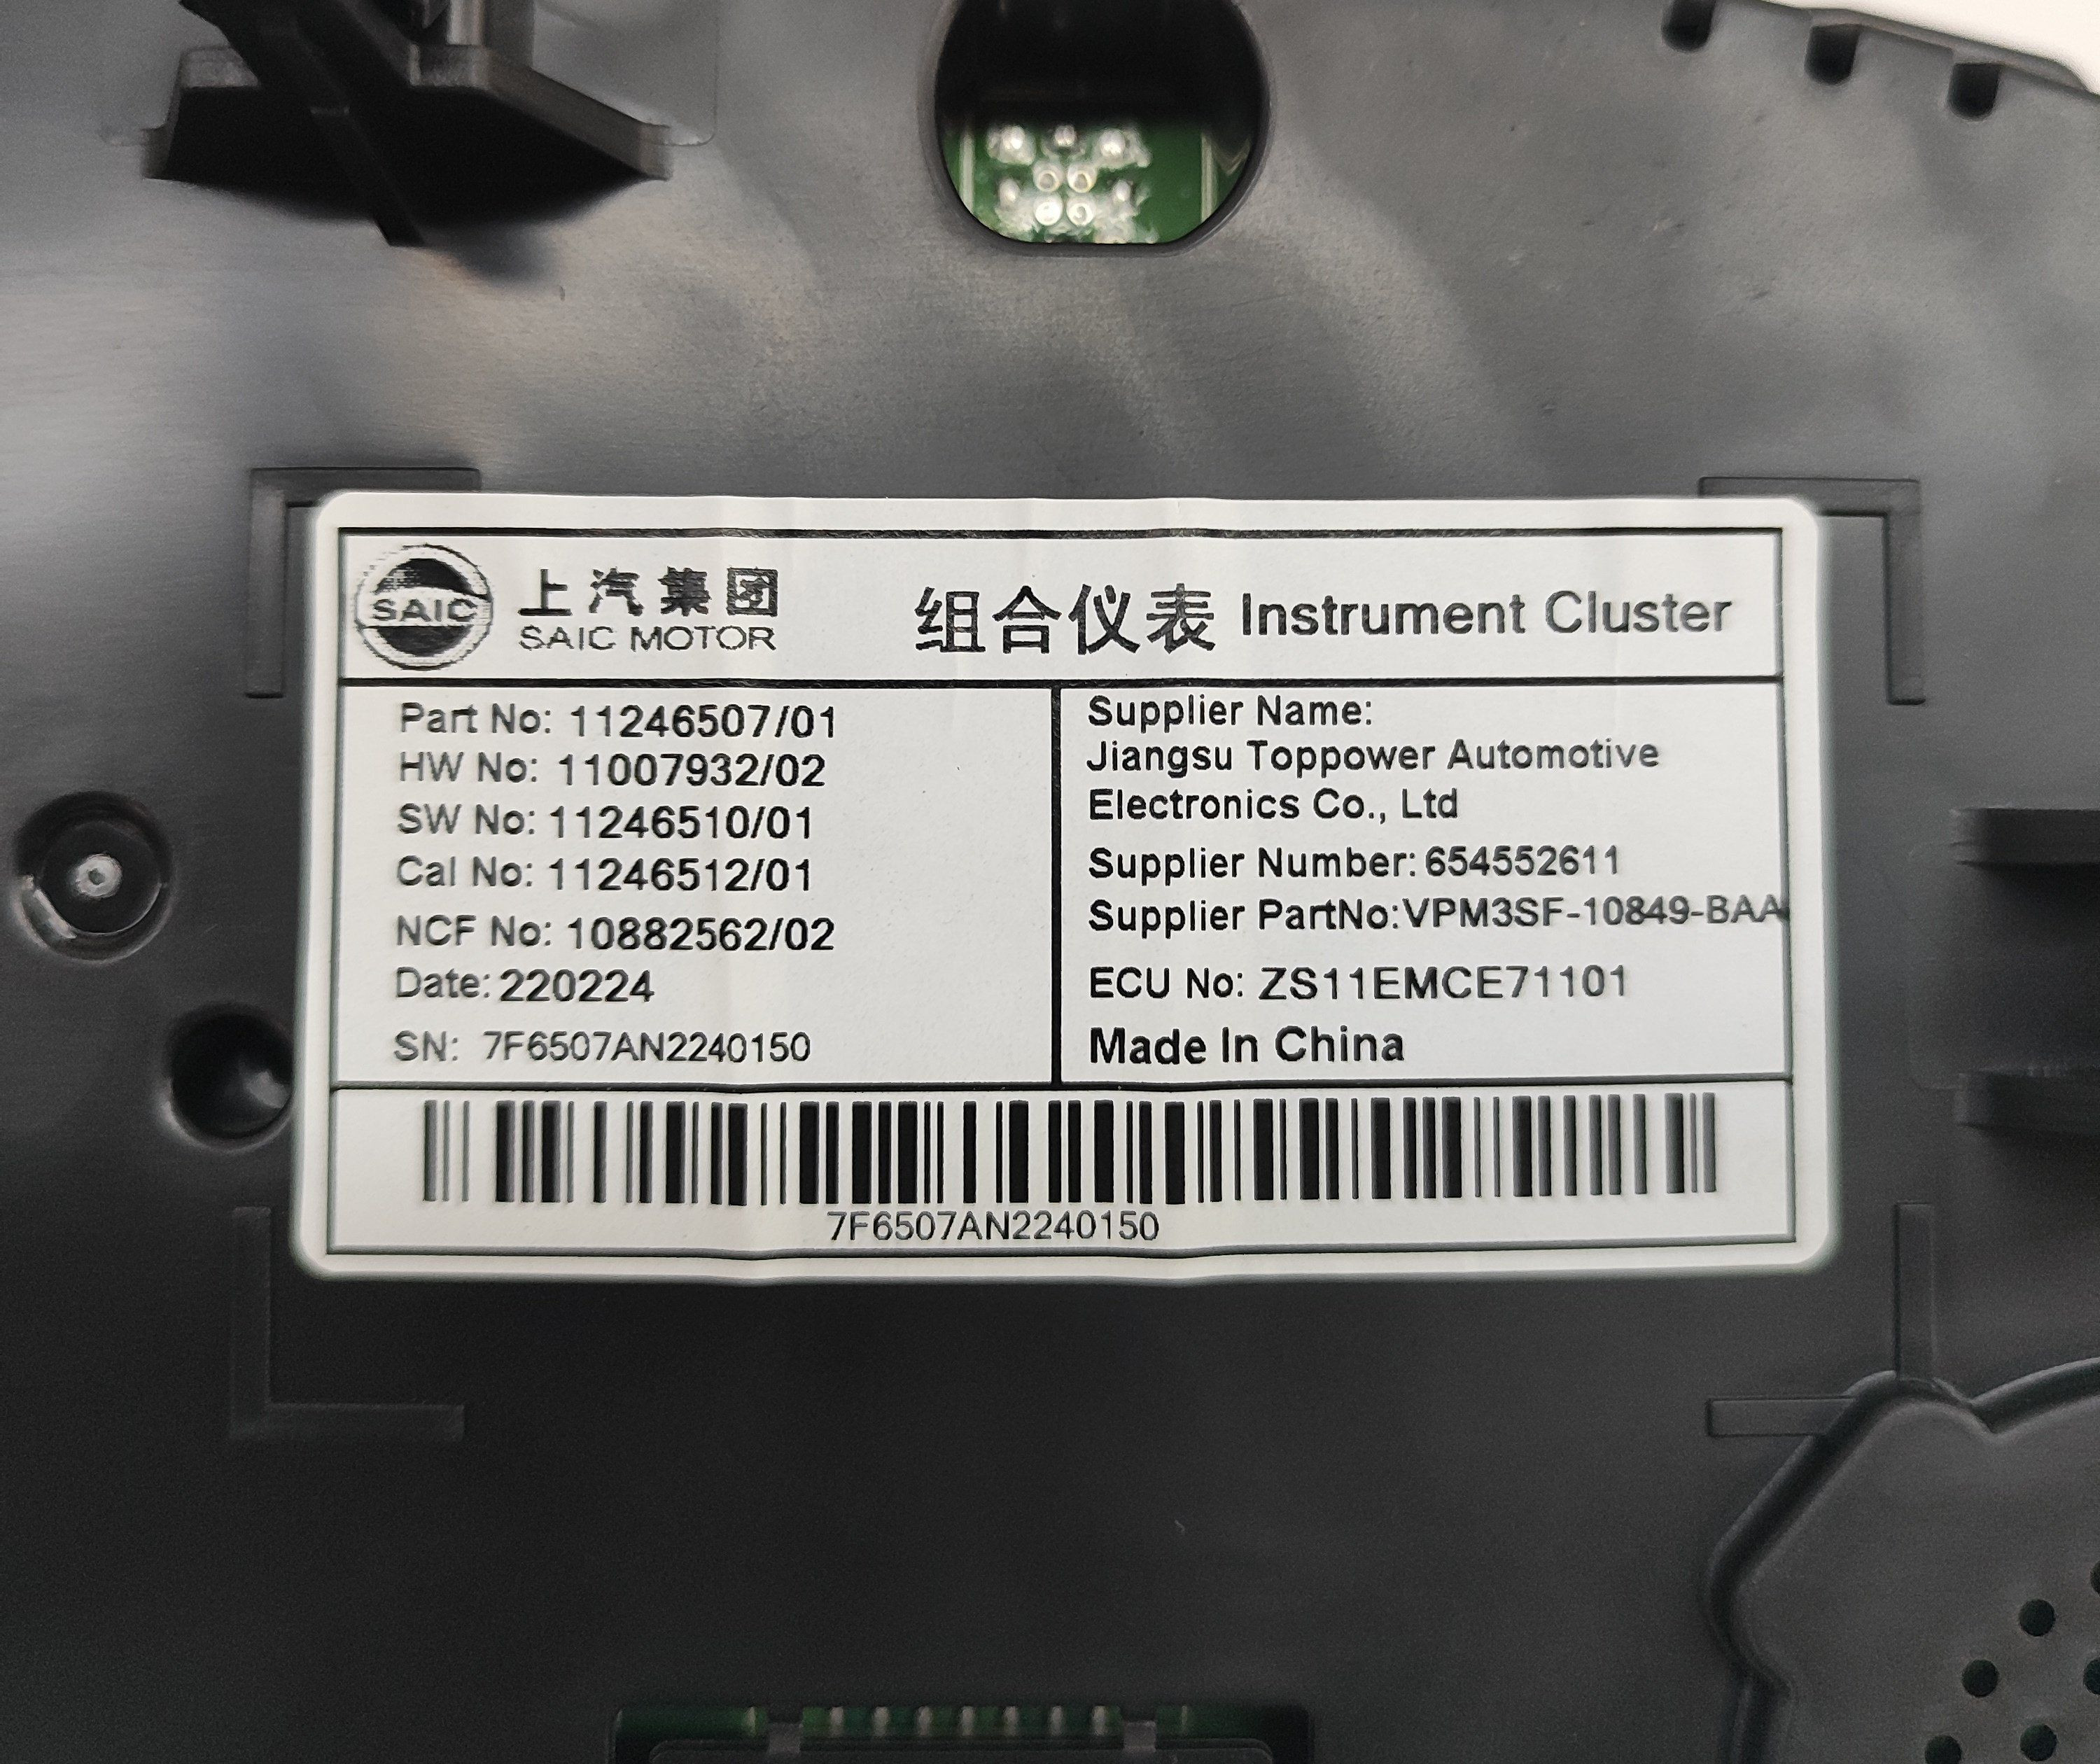 SAIC
上汽集团
SAIC MOTOR
组合仪表 Instrument Cluster
Part No: 11246507/01
HW No: 11007932/02
SW No: 11246510/01
Cal No: 11246512/01
NCF No: 10882562/02
Date: 220224
SN: 7F6507AN2240150
Supplier Name:
Jiangsu Toppower Automotive
Electronics Co., Ltd
Supplier Number: 654552611
Supplier PartNo:VPM3SF-10849-BAA
ECU No: ZS11EMCE71101
Made In China
7F6507AN2240150